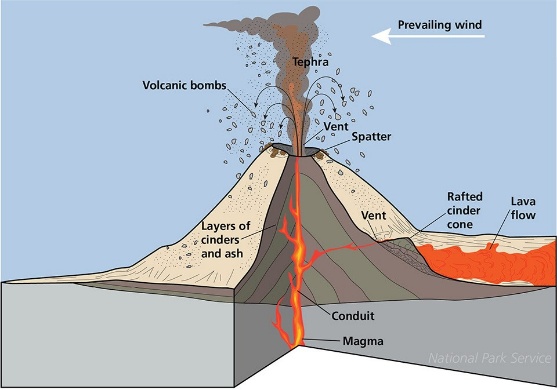 Prevailing wind
Tephra
Volcanic bombs
Vent
Spatter
Rafted
cinder
cone
Lava
flow
Vent
Layers of
cinders
and ash
Conduit
Magma
National Park Service